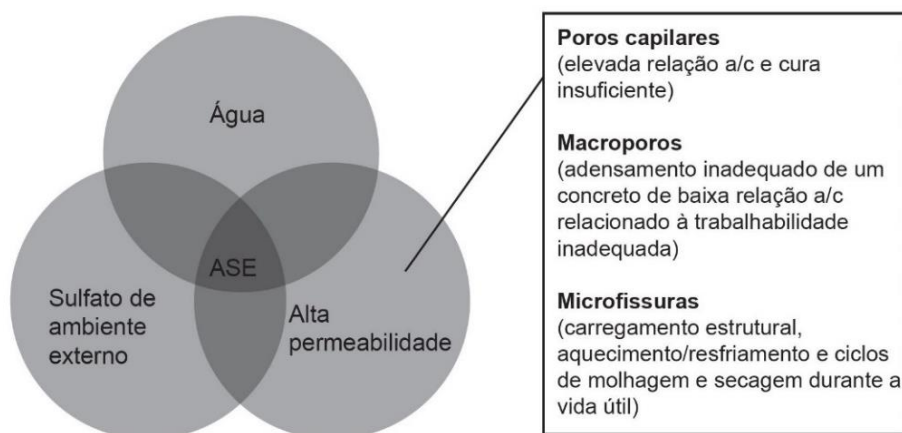 Água
ASE
Sulfato de
ambiente
externo
Alta
permeabilidade
Poros capilares
(elevada relação a/c e cura
insuficiente)
Macroporos
(adensamento inadequado de um
concreto de baixa relação a/c
relacionado à trabalhabilidade
inadequada)
Microfissuras
(carregamento estrutural,
aquecimento/resfriamento e ciclos
de molhagem e secagem durante a
vida útil)